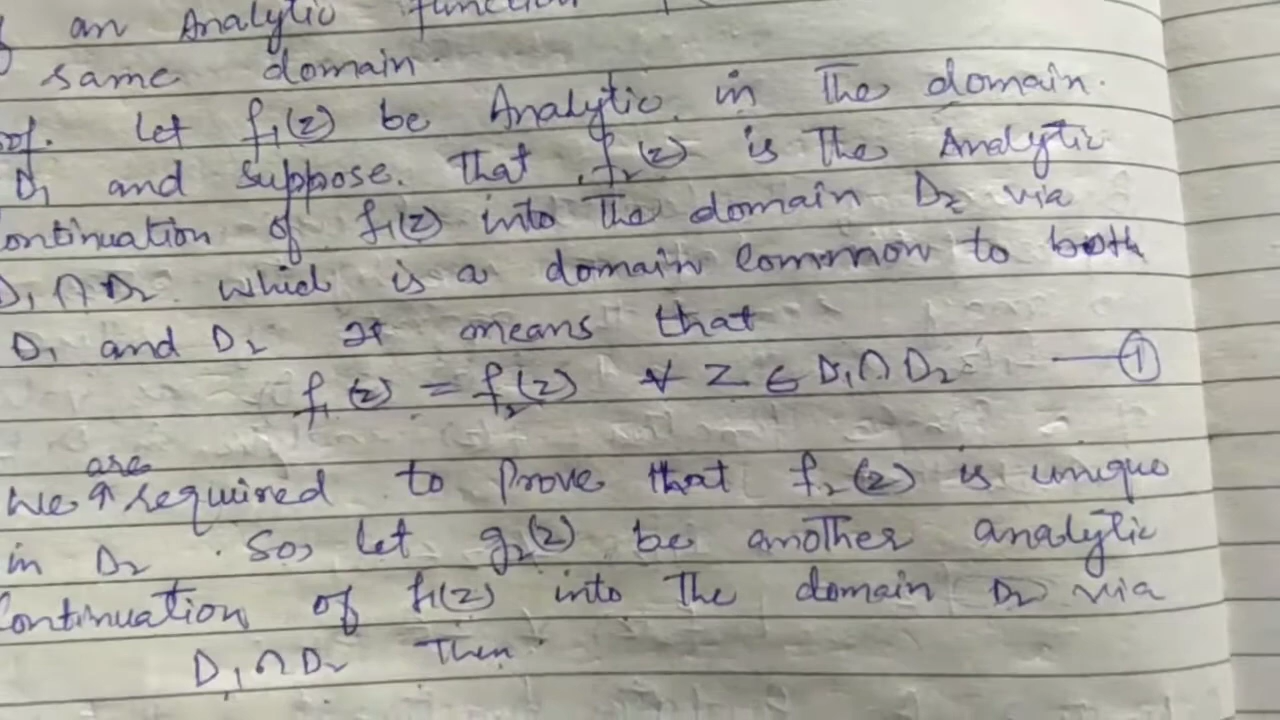 an Analytic function
same domain.
of. Let f₁(z) be Analytic in the domain.
D₁ and suppose. that f₂(z) is the Analytic
ontinuation of f₁(z) into the domain D₂ via
D₁ ∩ D₂ which is a domain common to both
D₁ and D₂ It means that
f₁(z) = f₂(z) ∀ z ∈ D₁ ∩ D₂ —①
are
We ↑ required to prove that f₂(z) is unique
in D₂. So, let g₂(z) be another analytic
Continuation of f₁(z) into the domain D₂ via
D₁ ∩ D₂ Then